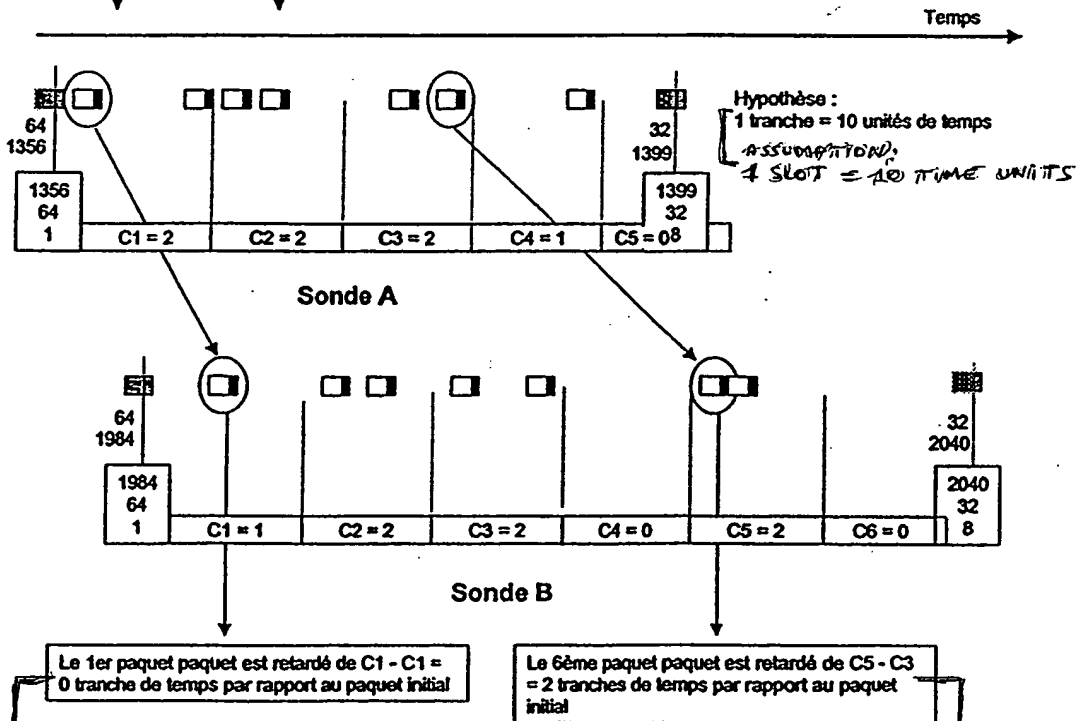 Temps
64
1356
32
1399
Hypothèse :
1 tranche = 10 unités de temps
ASSUMPTION:
1 SLOT = 10 TIME UNITS
1356
64
1
C1 = 2
C2 = 2
C3 = 2
C4 = 1
C5 = 0
1399
32
8
Sonde A
64
1984
32
2040
1984
64
1
C1 = 1
C2 = 2
C3 = 2
C4 = 0
C5 = 2
C6 = 0
2040
32
8
Sonde B
Le 1er paquet paquet est retardé de C1 - C1 =
0 tranche de temps par rapport au paquet initial
Le 6ème paquet paquet est retardé de C5 - C3
= 2 tranches de temps par rapport au paquet
initial